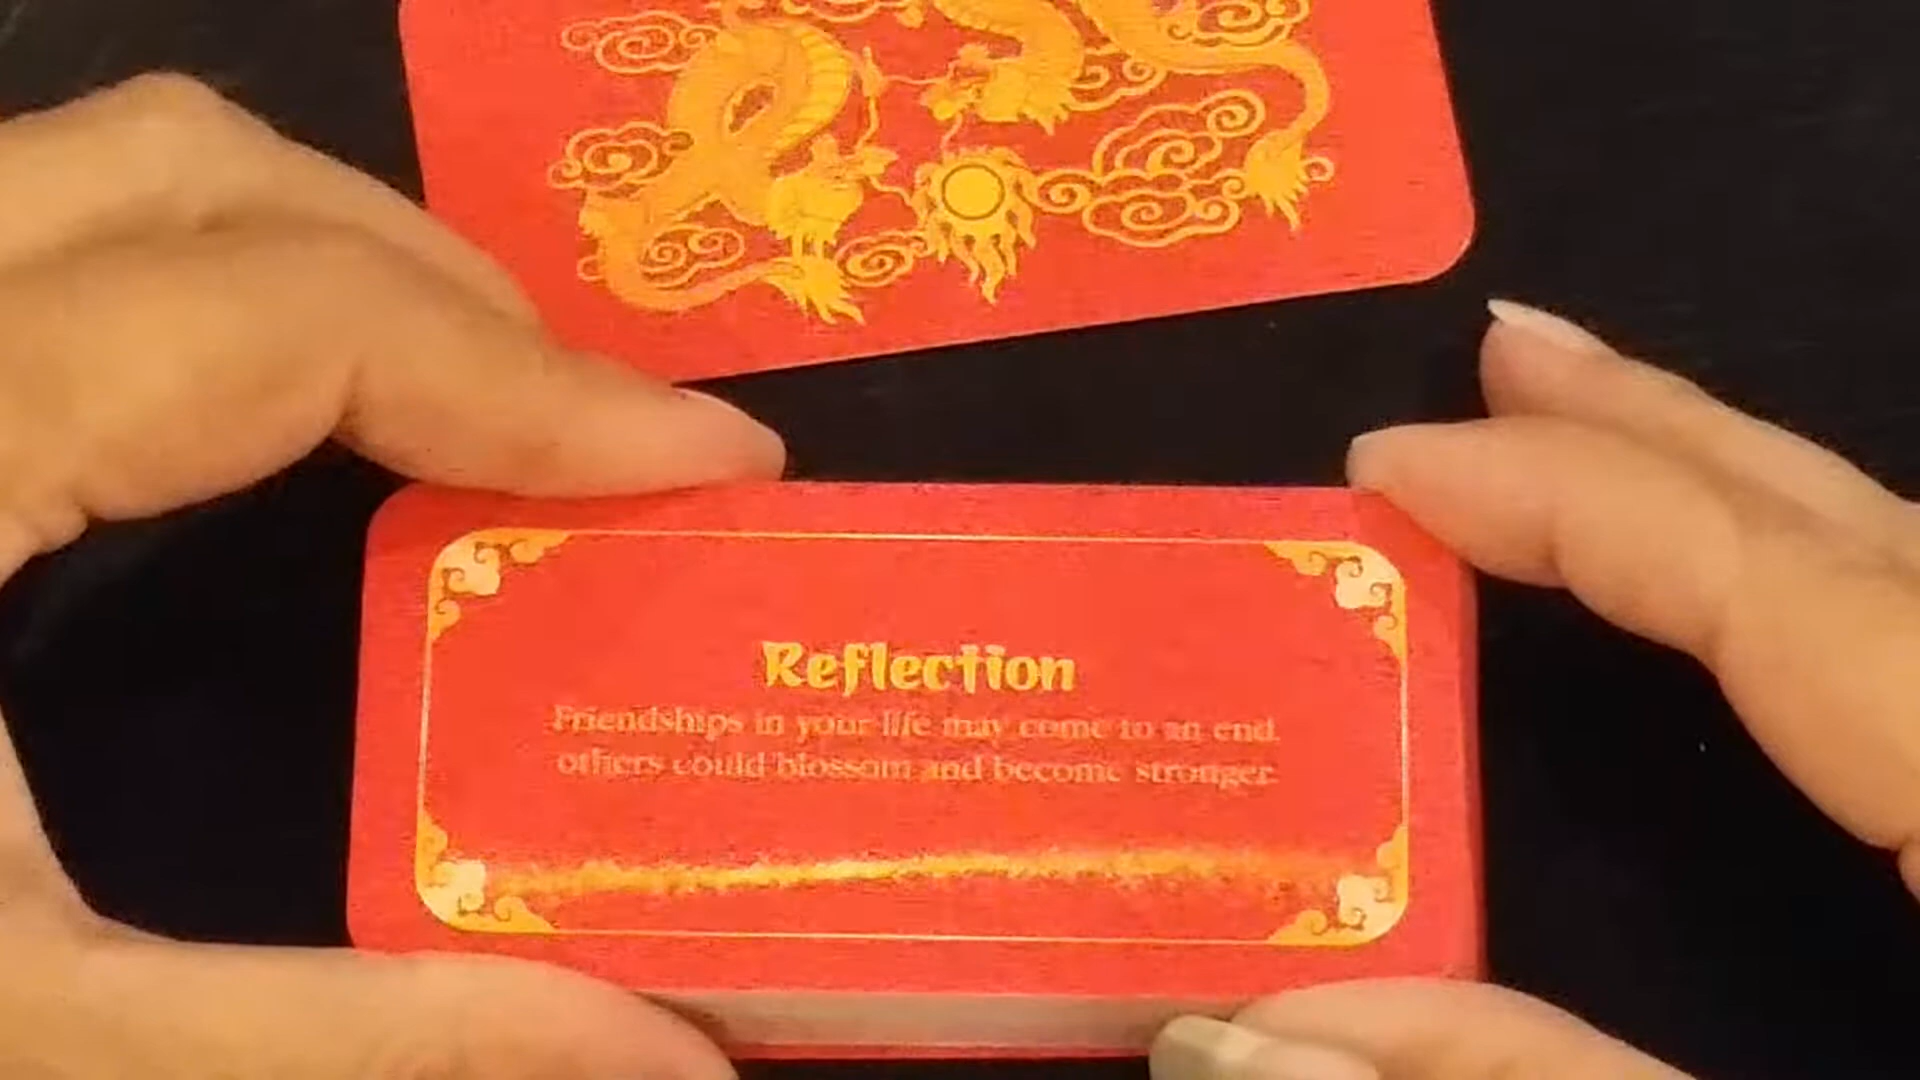 Reflection
Friendships in your life may come to an end.
others could blossom and become stronger.